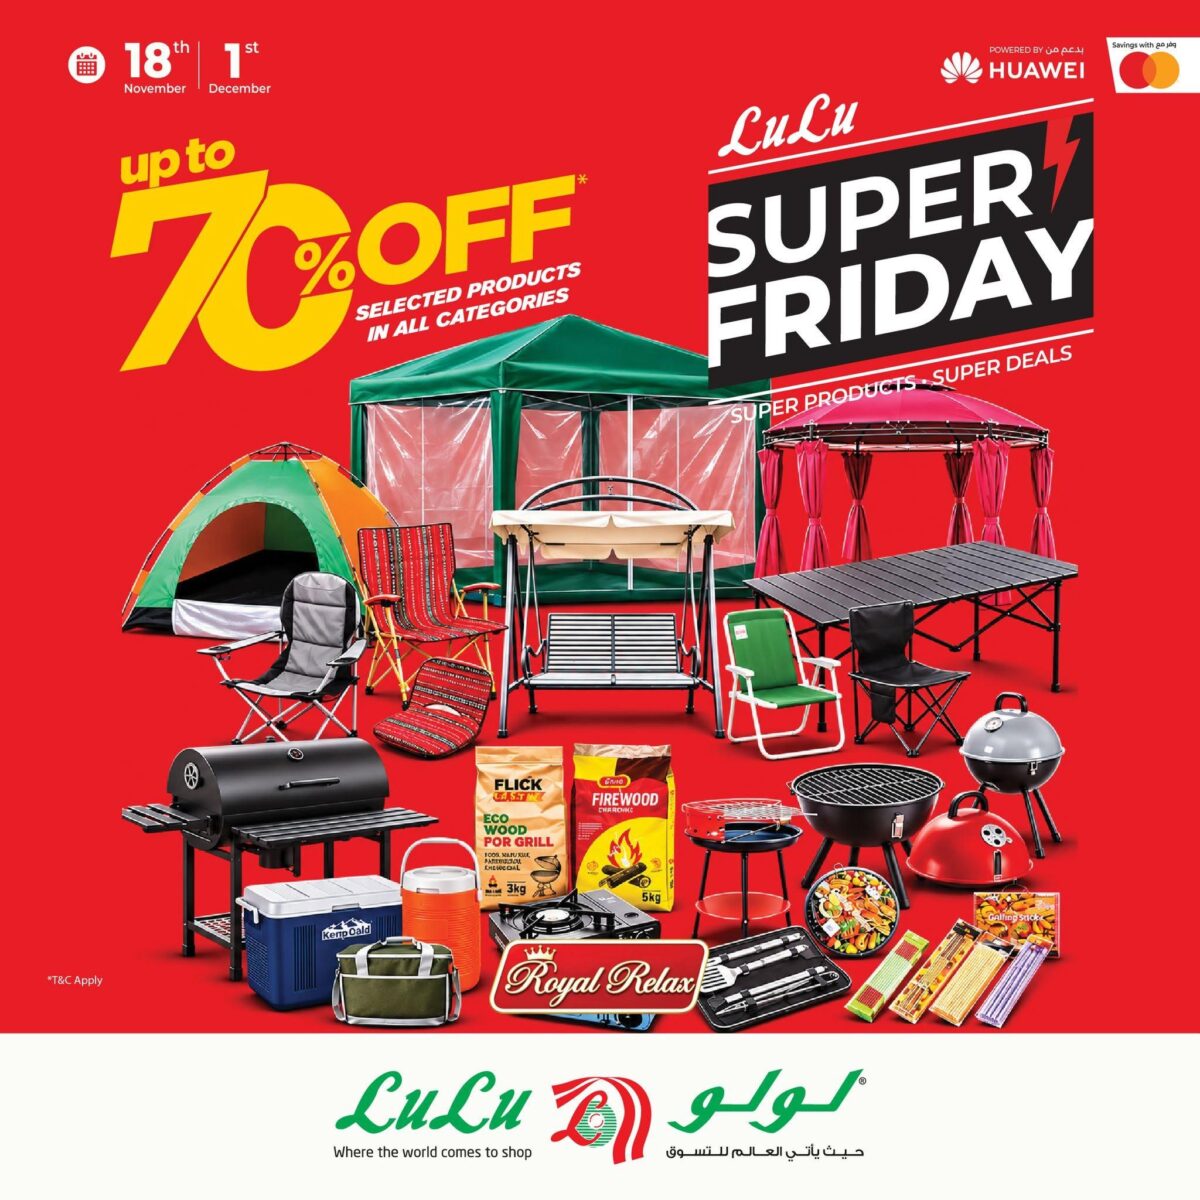 18th
November
1st
December
POWERED BY بدعم من
HUAWEI
Savings with وفر مع
up to
70% OFF*
SELECTED PRODUCTS
IN ALL CATEGORIES
LuLu
SUPER
FRIDAY
SUPER PRODUCTS . SUPER DEALS
FLICK
ECO
WOOD
FOR GRILL
3kg
FIREWOOD
5kg
Grilling Sticks
Royal Relax
*T&C Apply
LuLu
Where the world comes to shop
لولو®
حيث يأتي العالم للتسوق